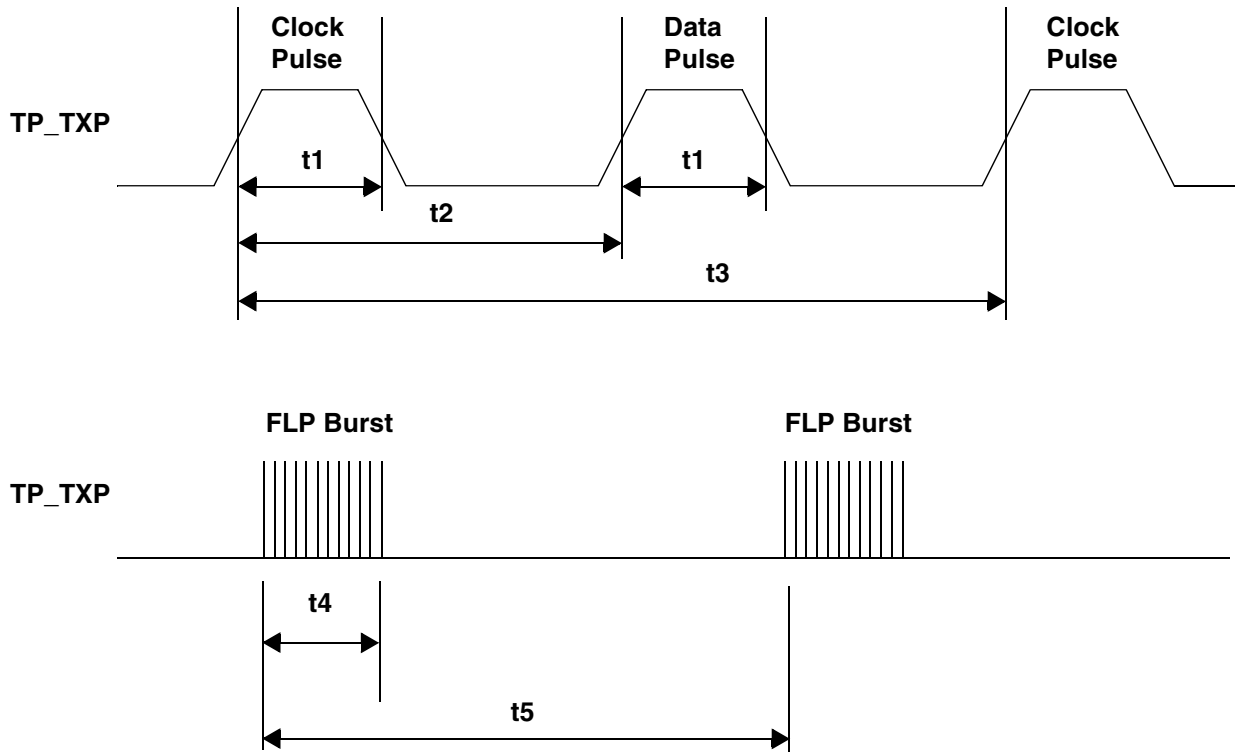 Clock
Pulse
Data
Pulse
Clock
Pulse
TP_TXP
t1
t1
t2
t3
FLP Burst
FLP Burst
TP_TXP
t4
t5